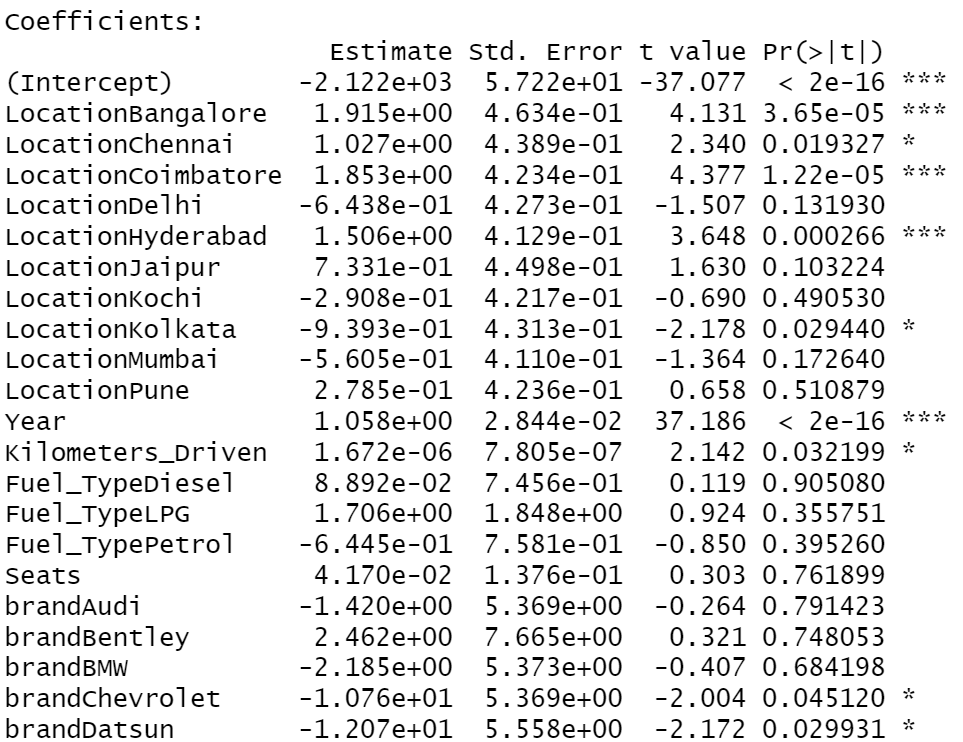 Coefficients:
Estimate Std. Error t value Pr(>|t|)
(Intercept) -2.122e+03 5.722e+01 -37.077 < 2e-16 ***
LocationBangalore 1.915e+00 4.634e-01 4.131 3.65e-05 ***
LocationChennai 1.027e+00 4.389e-01 2.340 0.019327 *
LocationCoimbatore 1.853e+00 4.234e-01 4.377 1.22e-05 ***
LocationDelhi -6.438e-01 4.273e-01 -1.507 0.131930
LocationHyderabad 1.506e+00 4.129e-01 3.648 0.000266 ***
LocationJaipur 7.331e-01 4.498e-01 1.630 0.103224
LocationKochi -2.908e-01 4.217e-01 -0.690 0.490530
LocationKolkata -9.393e-01 4.313e-01 -2.178 0.029440 *
LocationMumbai -5.605e-01 4.110e-01 -1.364 0.172640
LocationPune 2.785e-01 4.236e-01 0.658 0.510879
Year 1.058e+00 2.844e-02 37.186 < 2e-16 ***
Kilometers_Driven 1.672e-06 7.805e-07 2.142 0.032199 *
Fuel_TypeDiesel 8.892e-02 7.456e-01 0.119 0.905080
Fuel_TypeLPG 1.706e+00 1.848e+00 0.924 0.355751
Fuel_TypePetrol -6.445e-01 7.581e-01 -0.850 0.395260
Seats 4.170e-02 1.376e-01 0.303 0.761899
brandAudi -1.420e+00 5.369e+00 -0.264 0.791423
brandBentley 2.462e+00 7.665e+00 0.321 0.748053
brandBMW -2.185e+00 5.373e+00 -0.407 0.684198
brandChevrolet -1.076e+01 5.369e+00 -2.004 0.045120 *
brandDatsun -1.207e+01 5.558e+00 -2.172 0.029931 *